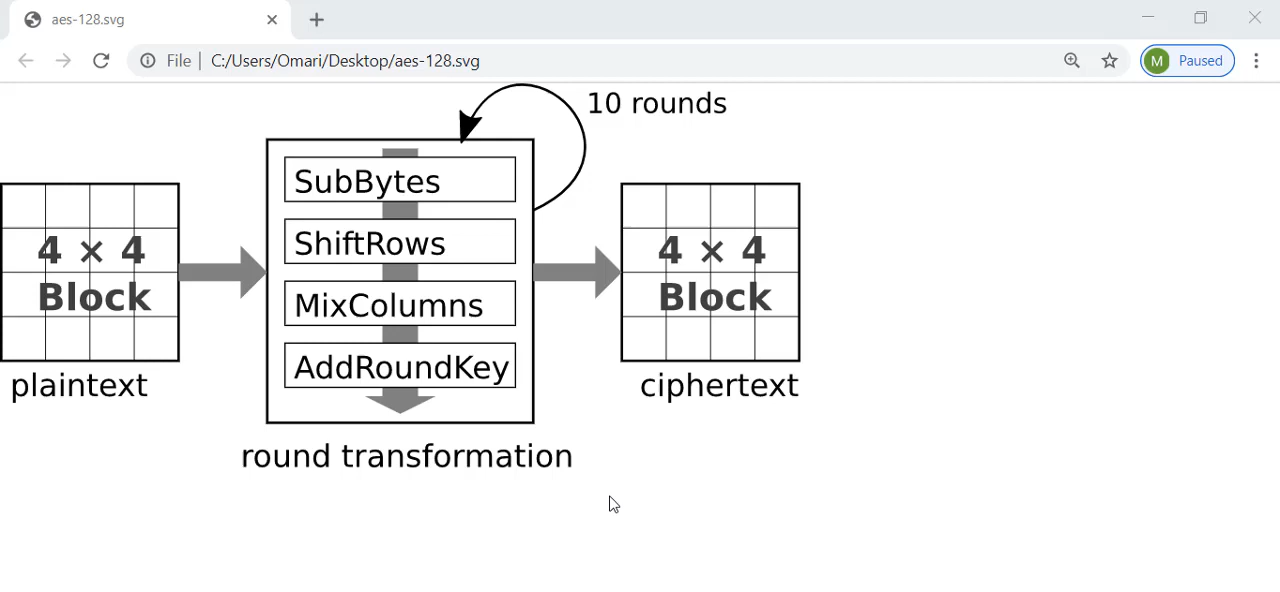 aes-128.svg
File | C:/Users/Omari/Desktop/aes-128.svg
M Paused
10 rounds
SubBytes
ShiftRows
MixColumns
AddRoundKey
4 × 4
Block
4 × 4
Block
plaintext
ciphertext
round transformation